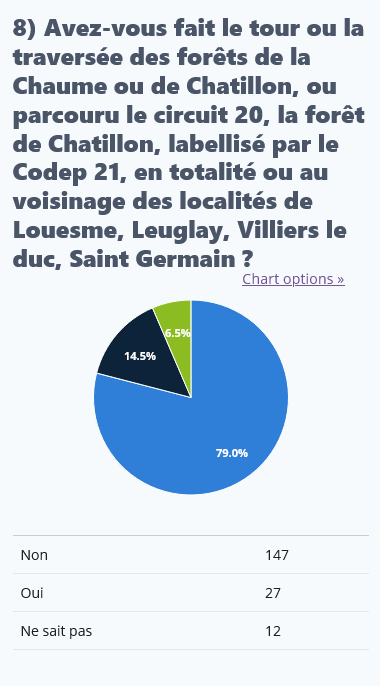 8) Avez-vous fait le tour ou la
traversée des forêts de la
Chaume ou de Chatillon, ou
parcouru le circuit 20, la forêt
de Chatillon, labellisé par le
Codep 21, en totalité ou au
voisinage des localités de
Louesme, Leuglay, Villiers le
duc, Saint Germain ?
Chart options »
6.5%
14.5%
79.0%
Non 147
Oui 27
Ne sait pas 12